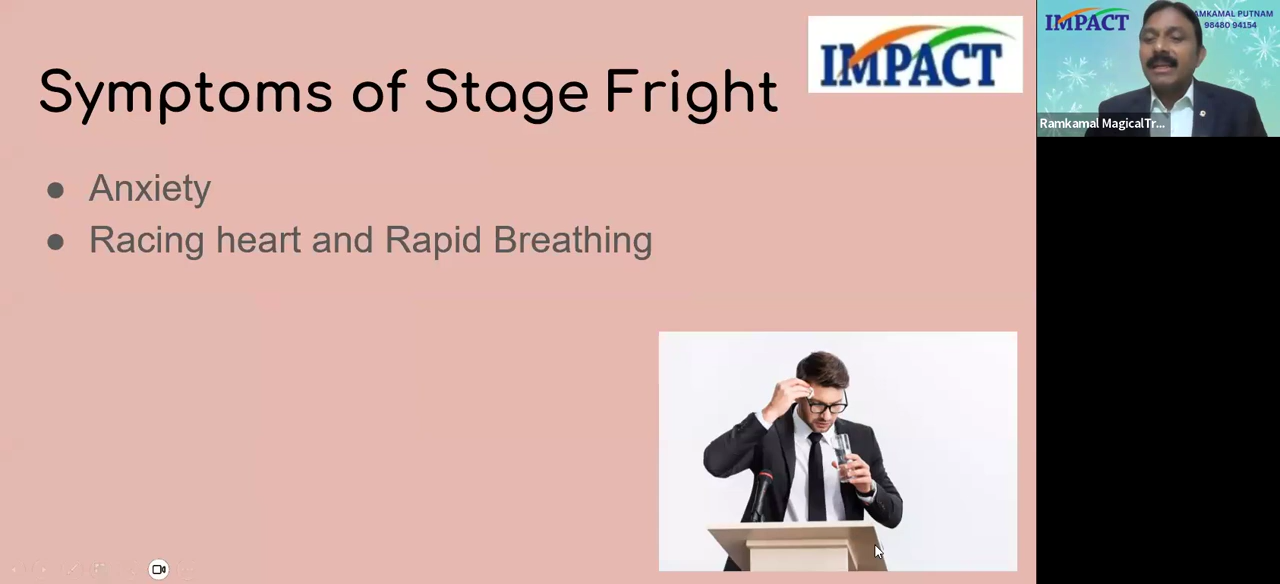 Symptoms of Stage Fright
IMPACT
● Anxiety
● Racing heart and Rapid Breathing
IMPACT
AMKAMAL PUTNAM
98480 94154
Ramkamal MagicalTr...